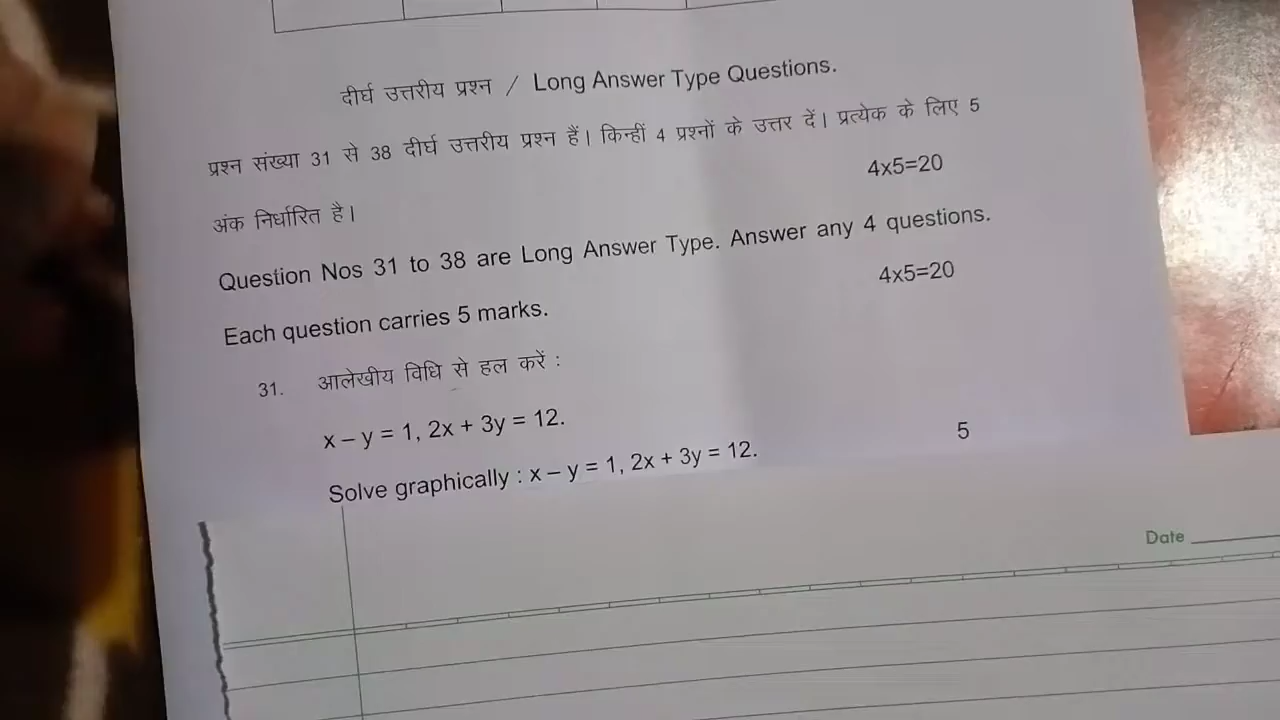 दीर्घ उत्तरीय प्रश्न / Long Answer Type Questions.
प्रश्न संख्या 31 से 38 दीर्घ उत्तरीय प्रश्न हैं। किन्हीं 4 प्रश्नों के उत्तर दें। प्रत्येक के लिए 5
अंक निर्धारित है। 4x5=20
Question Nos 31 to 38 are Long Answer Type. Answer any 4 questions.
Each question carries 5 marks. 4x5=20
31. आलेखीय विधि से हल करें :
x – y = 1, 2x + 3y = 12.
Solve graphically : x – y = 1, 2x + 3y = 12. 5
Date